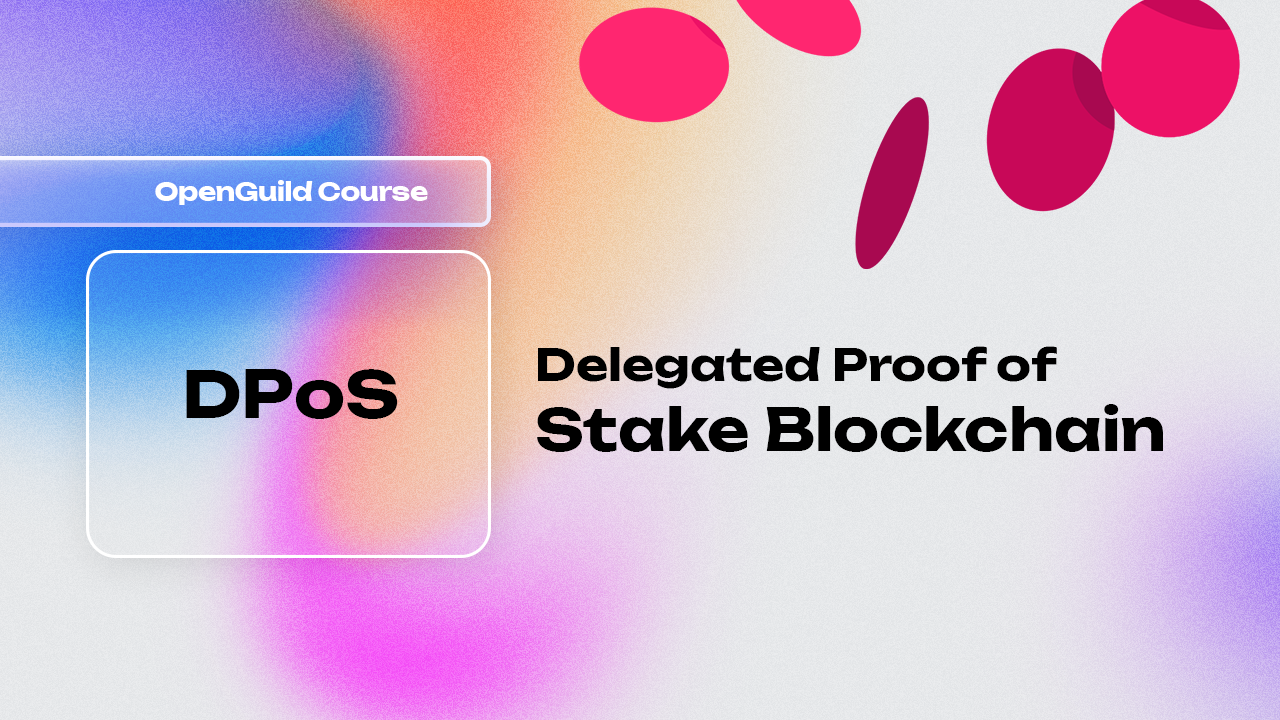 OpenGuild Course
DPoS
Delegated Proof of
Stake Blockchain